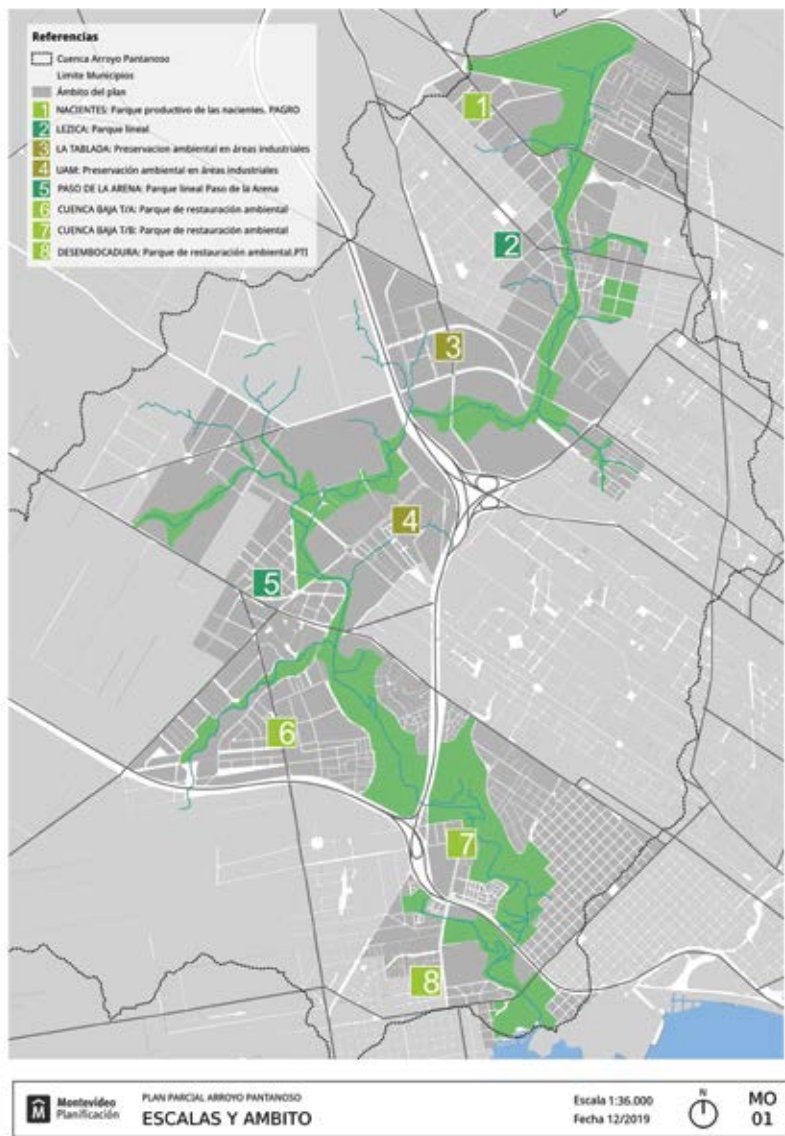 Referencias
Cuenca Arroyo Pantanoso
Limite Municipios
Ámbito del plan
1 NACIENTES: Parque productivo de las nacientes. PAGRO
2 LEZICA: Parque lineal
3 LA TABLADA: Preservacion ambiental en áreas industriales
4 UAM: Preservación ambiental en áreas industriales
5 PASO DE LA ARENA: Parque lineal Paso de la Arena
6 CUENCA BAJA T/A: Parque de restauración ambiental
7 CUENCA BAJA T/B: Parque de restauración ambiental
8 DESEMBOCADURA: Parque de restauración ambiental.PTI
1
2
3
4
5
6
7
8
Montevideo
Planificación
PLAN PARCIAL ARROYO PANTANOSO
ESCALAS Y AMBITO
Escala 1:36.000
Fecha 12/2019
N
MO
01